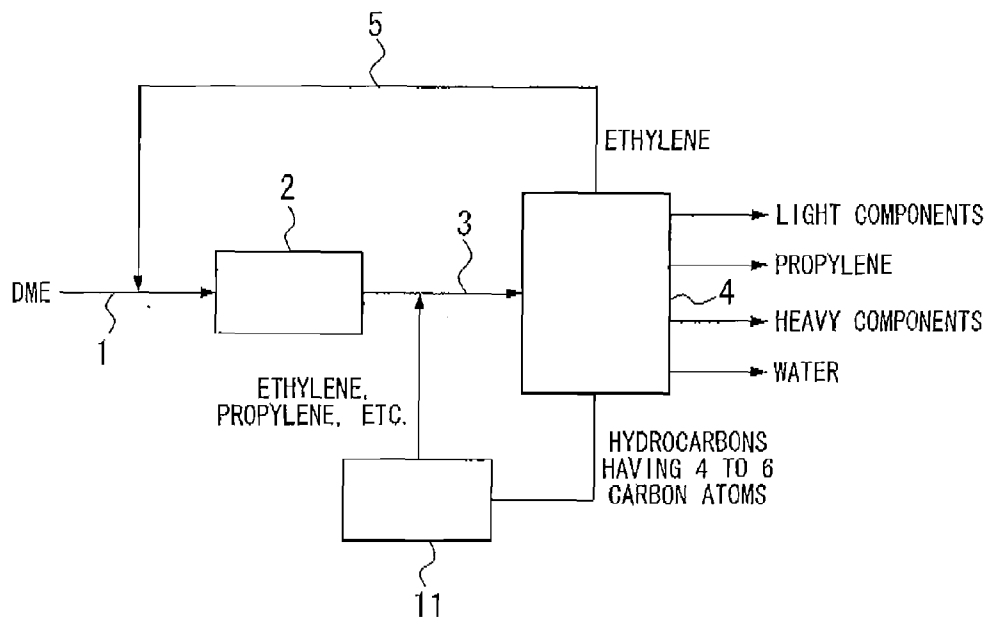 5
ETHYLENE
2
3
LIGHT COMPONENTS
DME
PROPYLENE
4
1
HEAVY COMPONENTS
WATER
ETHYLENE,
PROPYLENE, ETC.
HYDROCARBONS
HAVING 4 TO 6
CARBON ATOMS
11